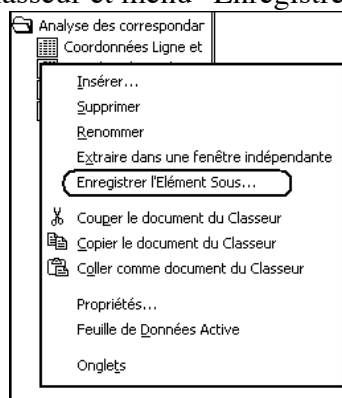 lasseur et menu "Enregistre
Analyse des correspondar
Coordonnées Ligne et
Insérer...
Supprimer
Renommer
Extraire dans une fenêtre indépendante
Enregistrer l'Elément Sous...
Couper le document du Classeur
Copier le document du Classeur
Coller comme document du Classeur
Propriétés...
Feuille de Données Active
Onglets